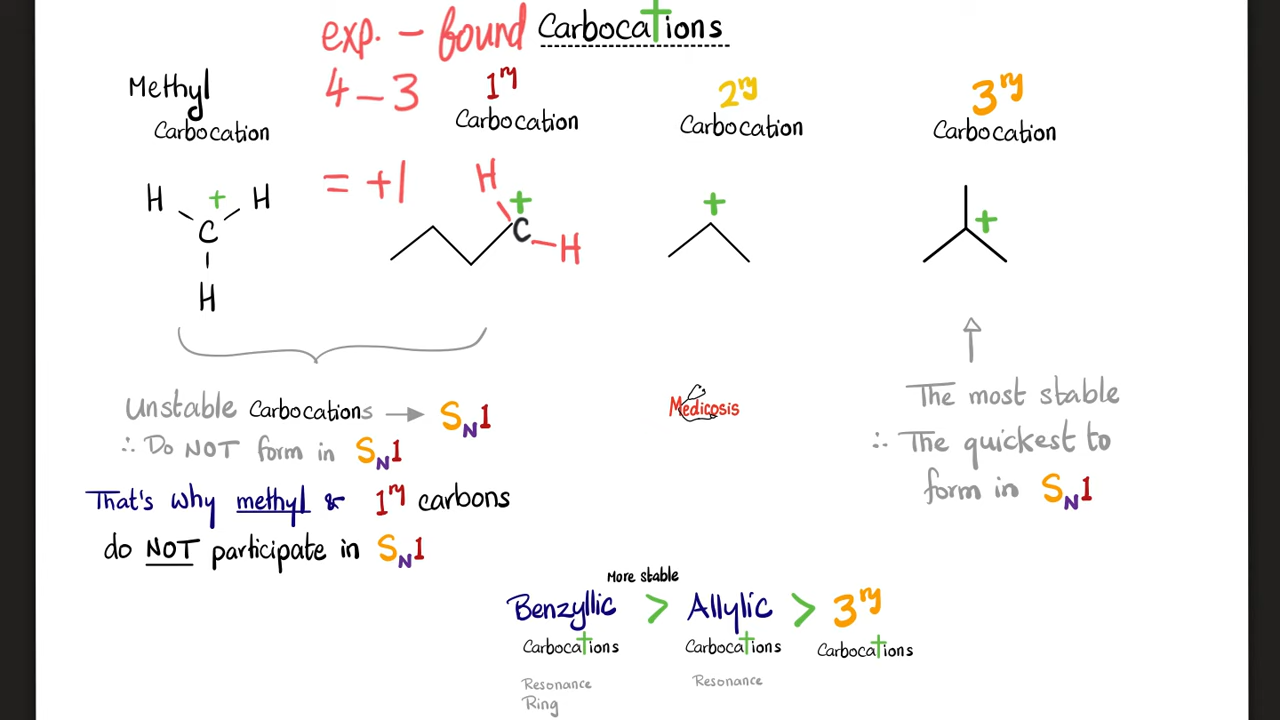 exp. - found Carbocations
4 - 3
= +1
Methyl
Carbocation
1ry
Carbocation
2ry
Carbocation
3ry
Carbocation
H + H
C
H
H
+
C - H
+
+
Unstable Carbocations → SN1
∴ Do NOT form in SN1
That's why methyl & 1ry carbons
do NOT participate in SN1
Medicosis
The most stable
∴ The quickest to
form in SN1
More stable
Benzyllic > Allylic > 3ry
Carbocations Carbocations Carbocations
Resonance Resonance
Ring